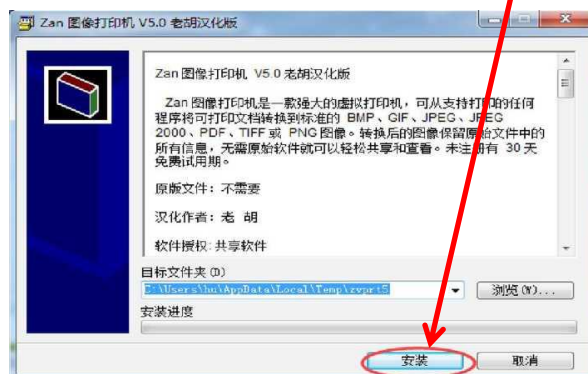 Zan 图像打印机 V5.0 老胡汉化版
Zan 图像打印机 V5.0 老胡汉化版
Zan 图像打印机是一款强大的虚拟打印机，可从支持打印的任何
程序将可打印文档转换到标准的 BMP、GIF、JPEG、JPEG
2000、PDF、TIFF 或 PNG 图像。转换后的图像保留原始文件中的
所有信息，无需原始软件就可以轻松共享和查看。未注册有 30 天
免费试用期。
原版文件：不需要
汉化作者：老 胡
软件授权：共享软件
目标文件夹(D)
C:\Users\hu\AppData\Local\Temp\zvprt5
浏览(W)...
安装进度
安装
取消